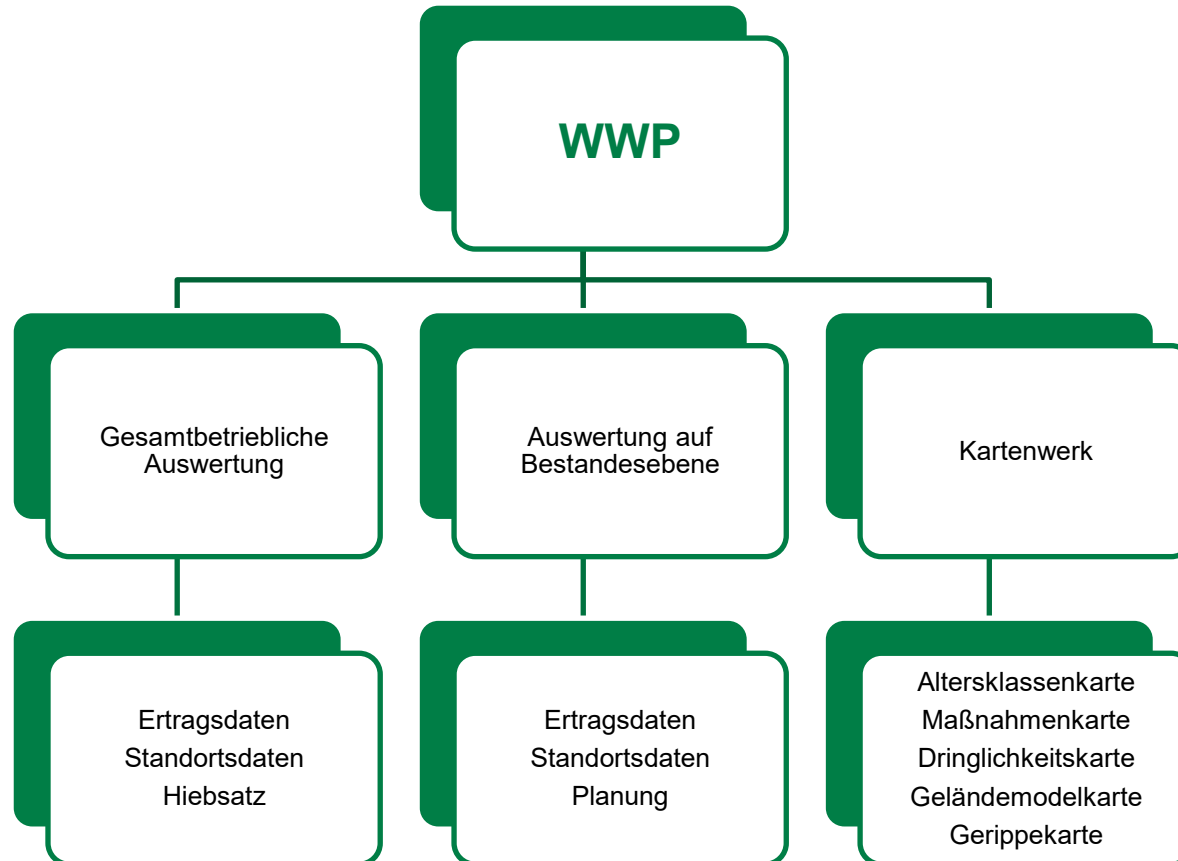 WWP
Gesamtbetriebliche
Auswertung
Auswertung auf
Bestandesebene
Kartenwerk
Ertragsdaten
Standortsdaten
Hiebsatz
Ertragsdaten
Standortsdaten
Planung
Altersklassenkarte
Maßnahmenkarte
Dringlichkeitskarte
Geländemodelkarte
Gerippekarte